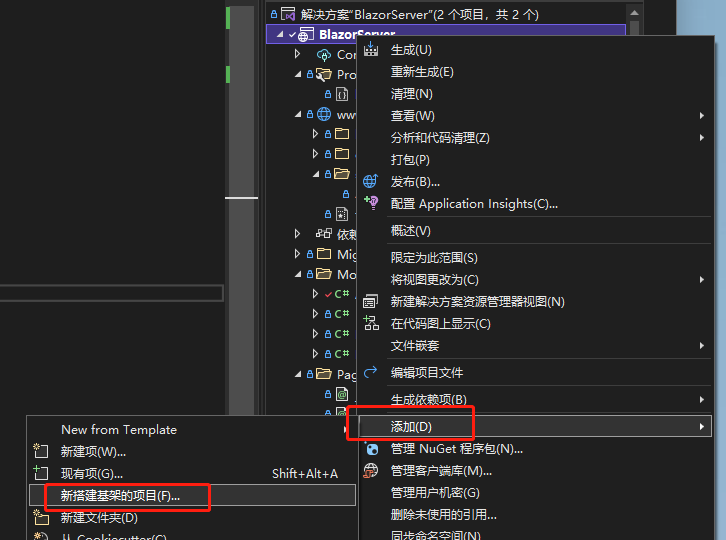 解决方案“BlazorServer”(2 个项目，共 2 个)
BlazorServer
生成(U)
重新生成(E)
清理(N)
查看(W)
分析和代码清理(Z)
打包(P)
发布(B)...
配置 Application Insights(C)...
概述(V)
限定为此范围(S)
将视图更改为(C)
新建解决方案资源管理器视图(N)
在代码图上显示(C)
文件嵌套
编辑项目文件
生成依赖项(B)
添加(D)
管理 NuGet 程序包(N)...
管理客户端库(M)...
管理用户机密(G)
删除未使用的引用...
同步命名空间(N)
Con
Pro
www
依赖
Mig
Mo
C#
C#
C#
C#
Pag
New from Template
新建项(W)...
现有项(G)... Shift+Alt+A
新搭建基架的项目(F)...
新建文件夹(D)
从 Cookiecutter(C)...